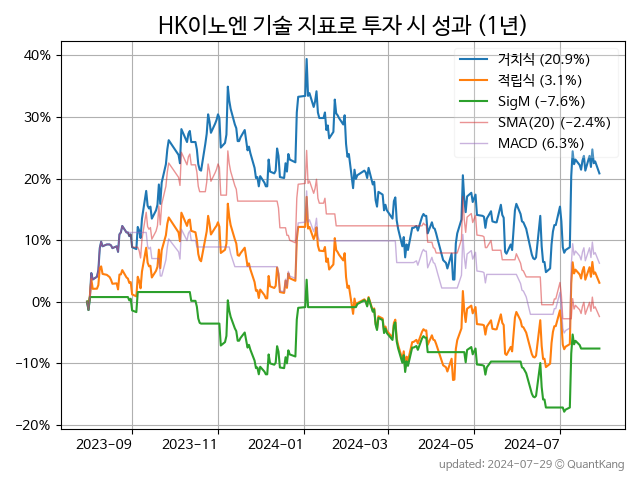 HK이노엔 기술 지표로 투자 시 성과 (1년)
거치식 (20.9%)
적립식 (3.1%)
SigM (−7.6%)
SMA(20) (−2.4%)
MACD (6.3%)
40%
30%
20%
10%
0%
−10%
−20%
2023-09 2023-11 2024-01 2024-03 2024-05 2024-07
updated: 2024-07-29 © QuantKang